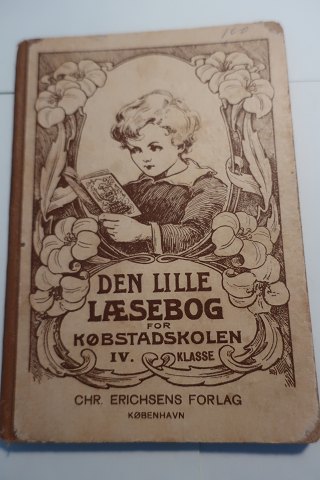 DEN LILLE
LÆSEBOG
FOR
KØBSTADSKOLEN
IV. KLASSE
CHR. ERICHSENS FORLAG
KØBENHAVN